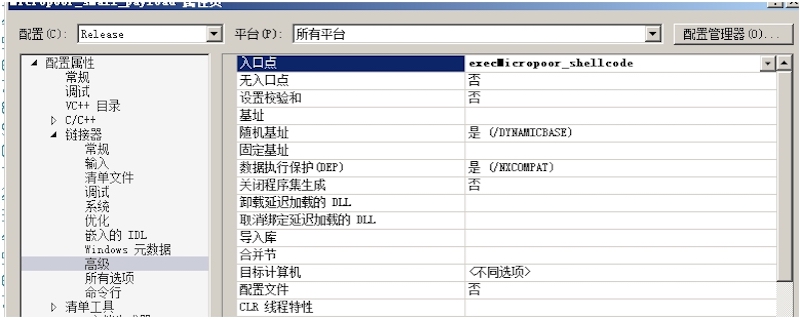 micropoor_shell_payload 属性页
配置(C): Release 平台(P): 所有平台 配置管理器(O)...
配置属性
常规
调试
VC++ 目录
C/C++
链接器
常规
输入
清单文件
调试
系统
优化
嵌入的 IDL
Windows 元数据
高级
所有选项
命令行
清单工具
入口点 execMicropoor_shellcode
无入口点 否
设置校验和 否
基址
随机基址 是 (/DYNAMICBASE)
固定基址
数据执行保护(DEP) 是 (/NXCOMPAT)
关闭程序集生成 否
卸载延迟加载的 DLL
取消绑定延迟加载的 DLL
导入库
合并节
目标计算机 <不同选项>
配置文件 否
CLR 线程特性